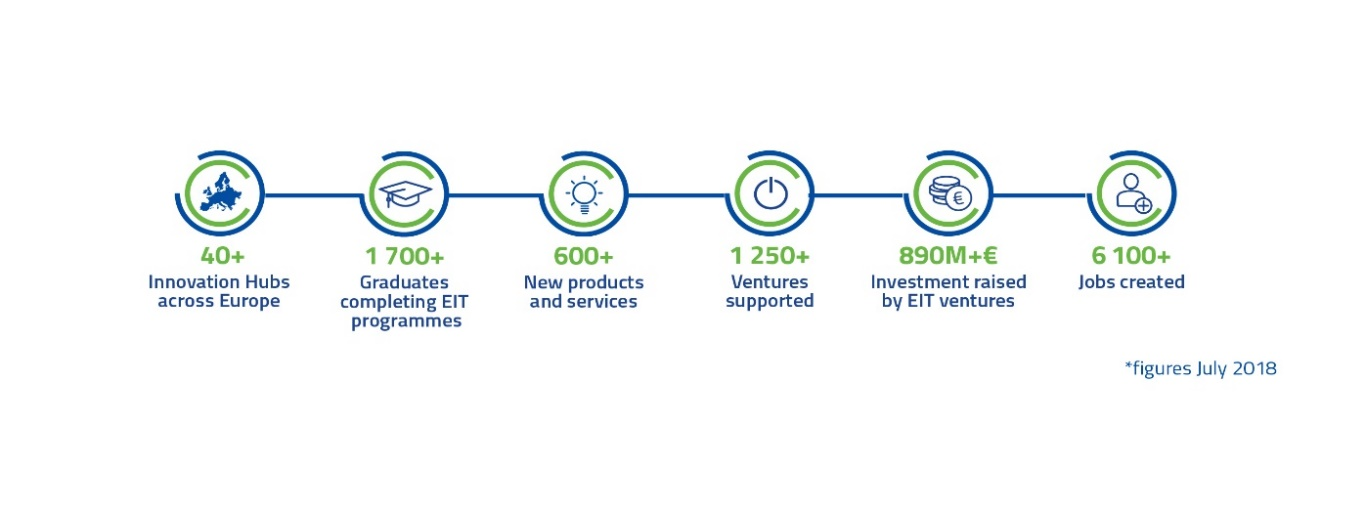 40+
Innovation Hubs
across Europe
1 700+
Graduates
completing EIT
programmes
600+
New products
and services
1 250+
Ventures
supported
890M+€
Investment raised
by EIT ventures
6 100+
Jobs created
*figures July 2018